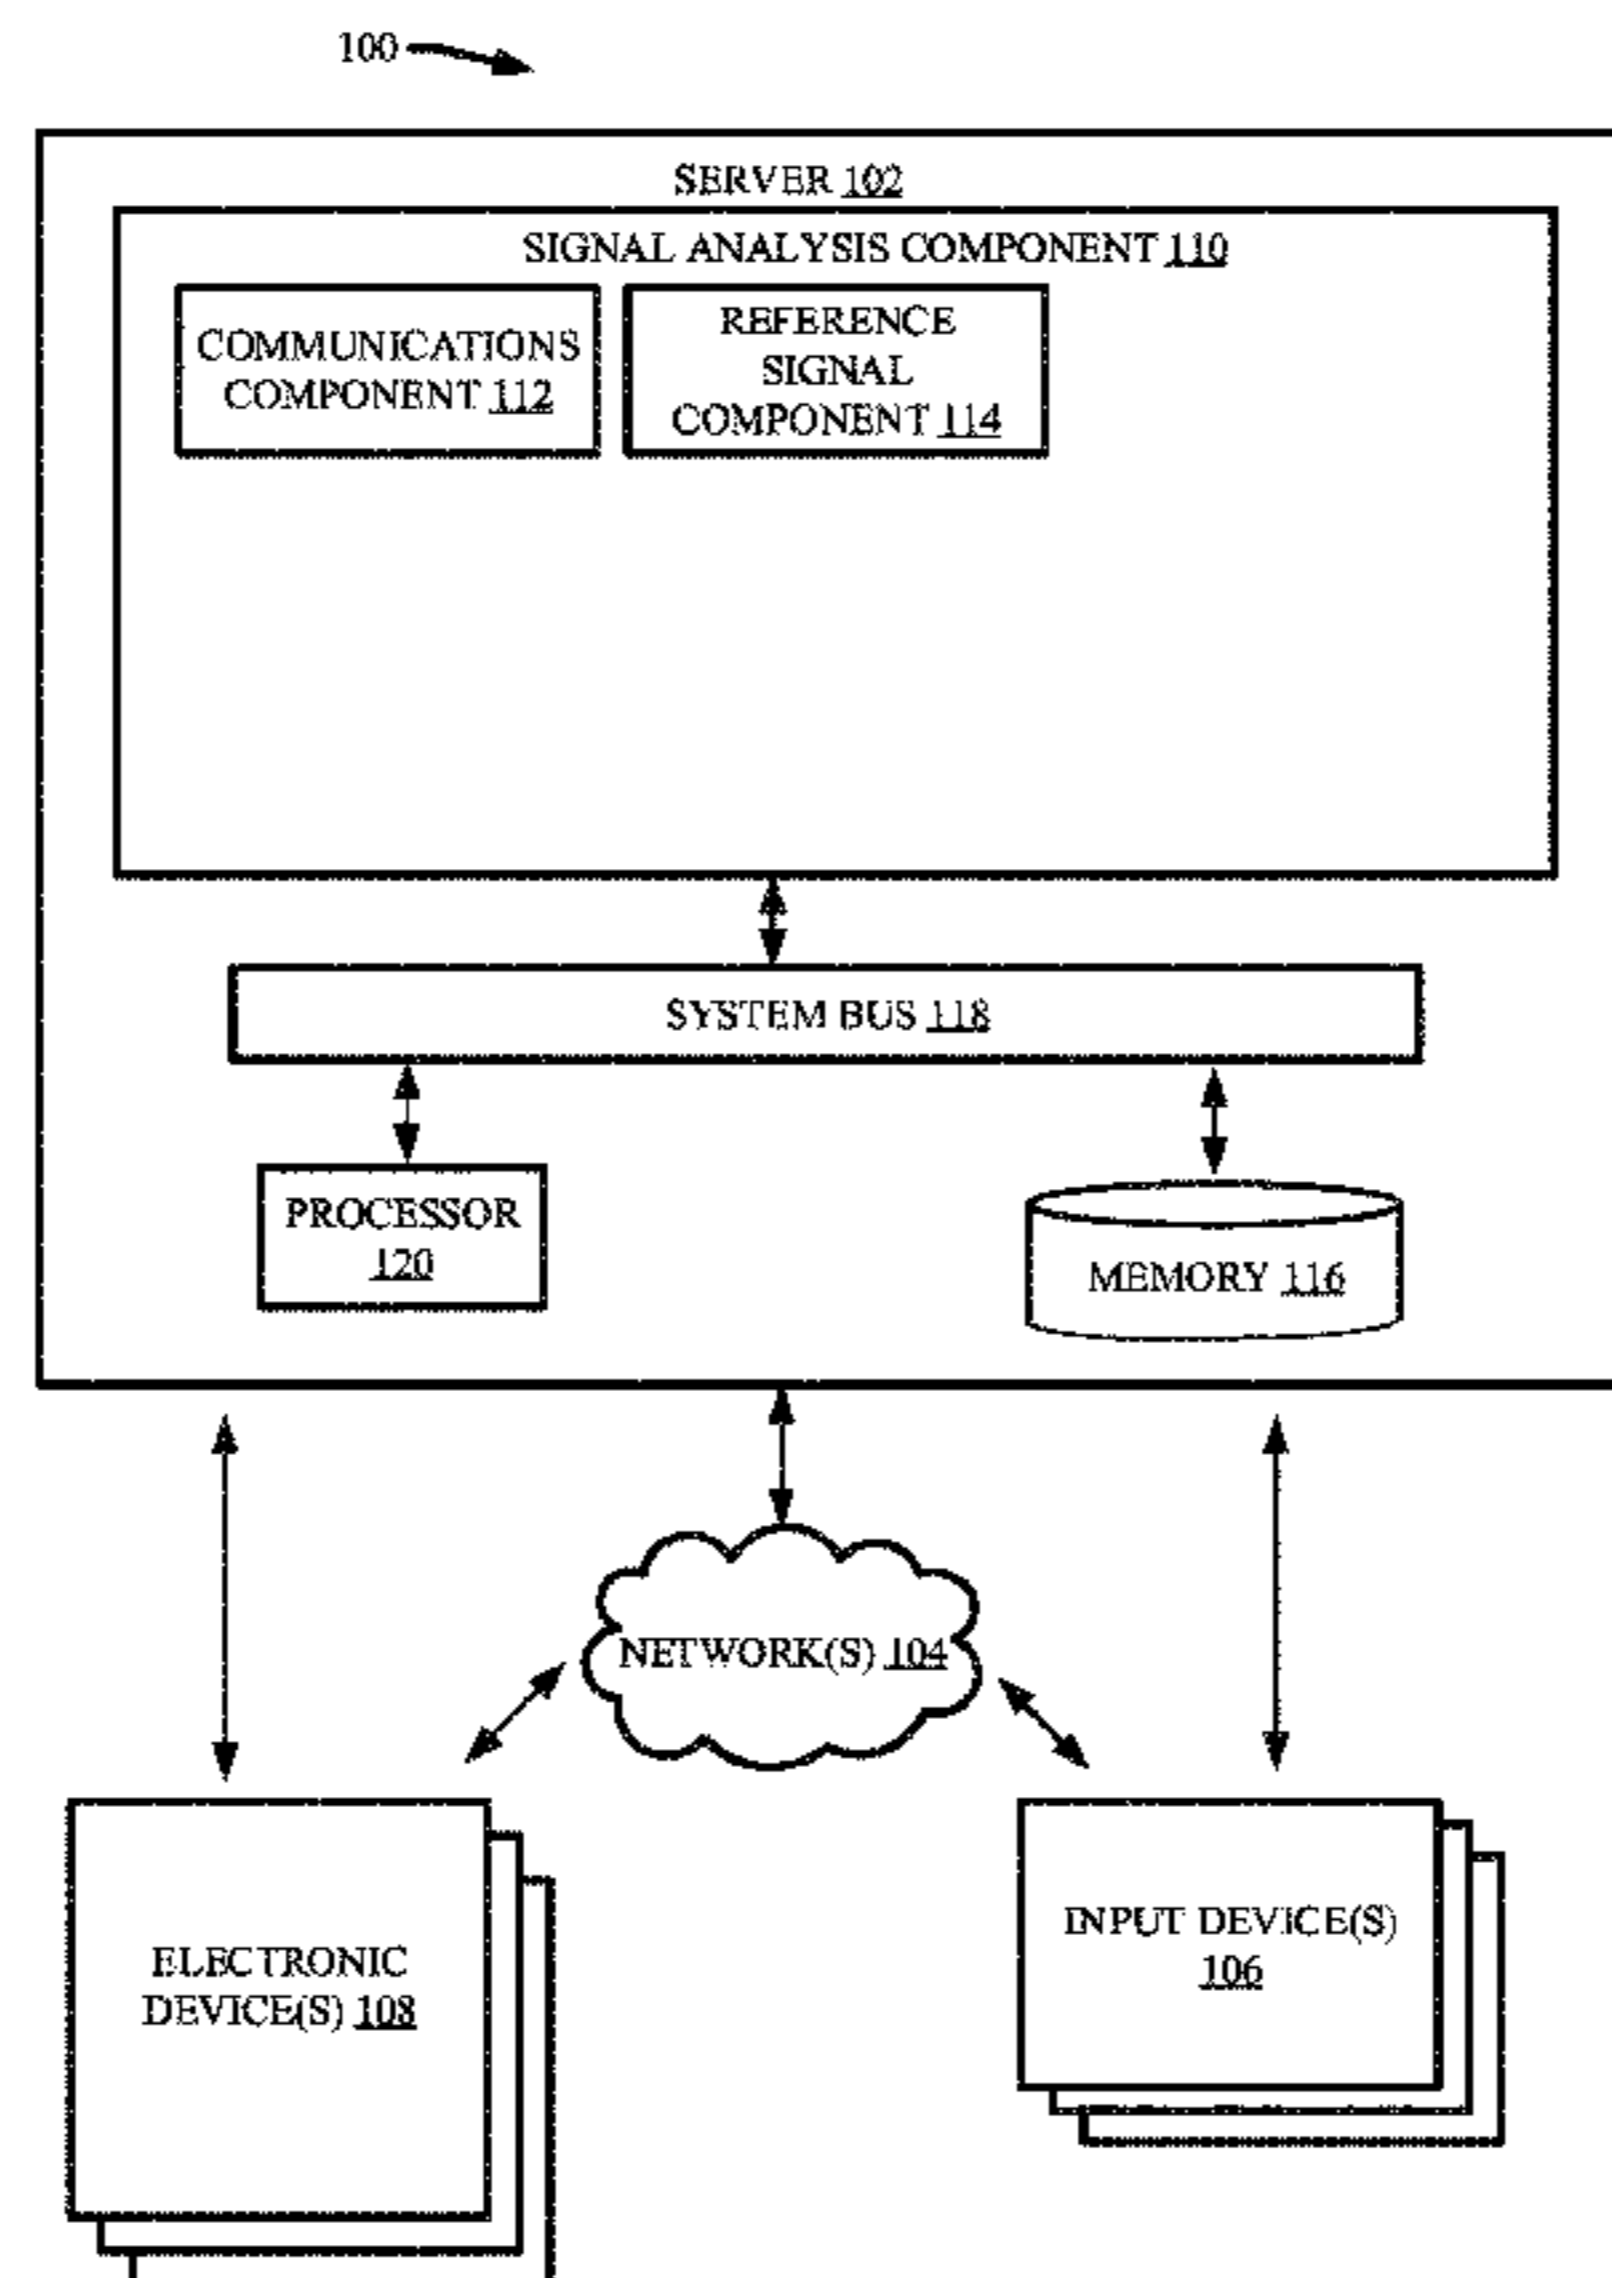 100
SERVER 102
SIGNAL ANALYSIS COMPONENT 110
COMMUNICATIONS
COMPONENT 112
REFERENCE
SIGNAL
COMPONENT 114
SYSTEM BUS 118
PROCESSOR
120
MEMORY 116
NETWORK(S) 104
ELECTRONIC
DEVICE(S) 108
INPUT DEVICE(S)
106